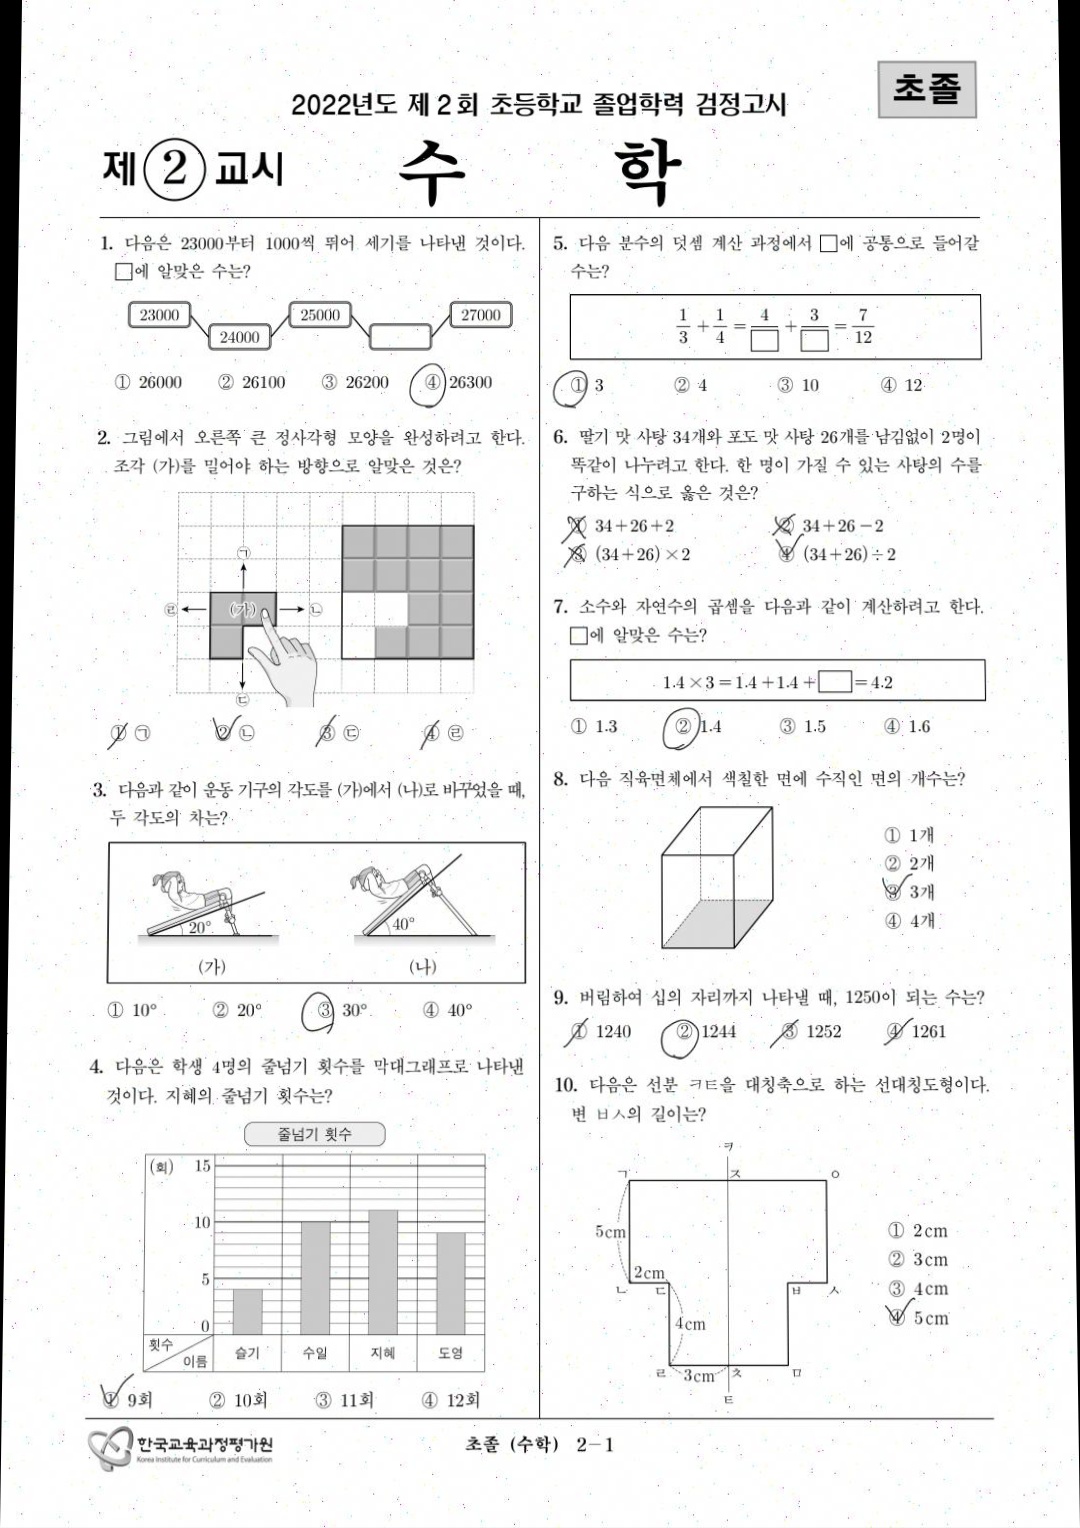 초졸
2022년도 제 2 회 초등학교 졸업학력 검정고시
제 ② 교시 수 학
1. 다음은 23000부터 1000씩 뛰어 세기를 나타낸 것이다.
□에 알맞은 수는?
23000 25000 27000
24000
① 26000 ② 26100 ③ 26200 ④ 26300
2. 그림에서 오른쪽 큰 정사각형 모양을 완성하려고 한다.
조각 (가)를 밀어야 하는 방향으로 알맞은 것은?
㉠
㉣ (가) ㉡
㉢
① ㉠ ② ㉡ ③ ㉢ ④ ㉣
3. 다음과 같이 운동 기구의 각도를 (가)에서 (나)로 바꾸었을 때,
두 각도의 차는?
20° 40°
(가) (나)
① 10° ② 20° ③ 30° ④ 40°
4. 다음은 학생 4명의 줄넘기 횟수를 막대그래프로 나타낸
것이다. 지혜의 줄넘기 횟수는?
줄넘기 횟수
(회) 15
10
5
0
횟수
이름 슬기 수일 지혜 도영
① 9회 ② 10회 ③ 11회 ④ 12회
5. 다음 분수의 덧셈 계산 과정에서 □에 공통으로 들어갈
수는?
1/3 + 1/4 = 4/□ + 3/□ = 7/12
① 3 ② 4 ③ 10 ④ 12
6. 딸기 맛 사탕 34개와 포도 맛 사탕 26개를 남김없이 2명이
똑같이 나누려고 한다. 한 명이 가질 수 있는 사탕의 수를
구하는 식으로 옳은 것은?
① 34+26+2 ② 34+26−2
③ (34+26)×2 ④ (34+26)÷2
7. 소수와 자연수의 곱셈을 다음과 같이 계산하려고 한다.
□에 알맞은 수는?
1.4×3=1.4+1.4+□=4.2
① 1.3 ② 1.4 ③ 1.5 ④ 1.6
8. 다음 직육면체에서 색칠한 면에 수직인 면의 개수는?
① 1개
② 2개
③ 3개
④ 4개
9. 버림하여 십의 자리까지 나타낼 때, 1250이 되는 수는?
① 1240 ② 1244 ③ 1252 ④ 1261
10. 다음은 선분 ㅋㅌ을 대칭축으로 하는 선대칭도형이다.
변 ㅂㅅ의 길이는?
ㅋ
ㄱ ㅈ ㅇ
5cm
2cm
ㄴ ㄷ ㅂ ㅅ
4cm
ㄹ 3cm ㅊ ㅁ
ㅌ
① 2cm
② 3cm
③ 4cm
④ 5cm
한국교육과정평가원
Korea Institute for Curriculum and Evaluation
초졸 (수학) 2－1